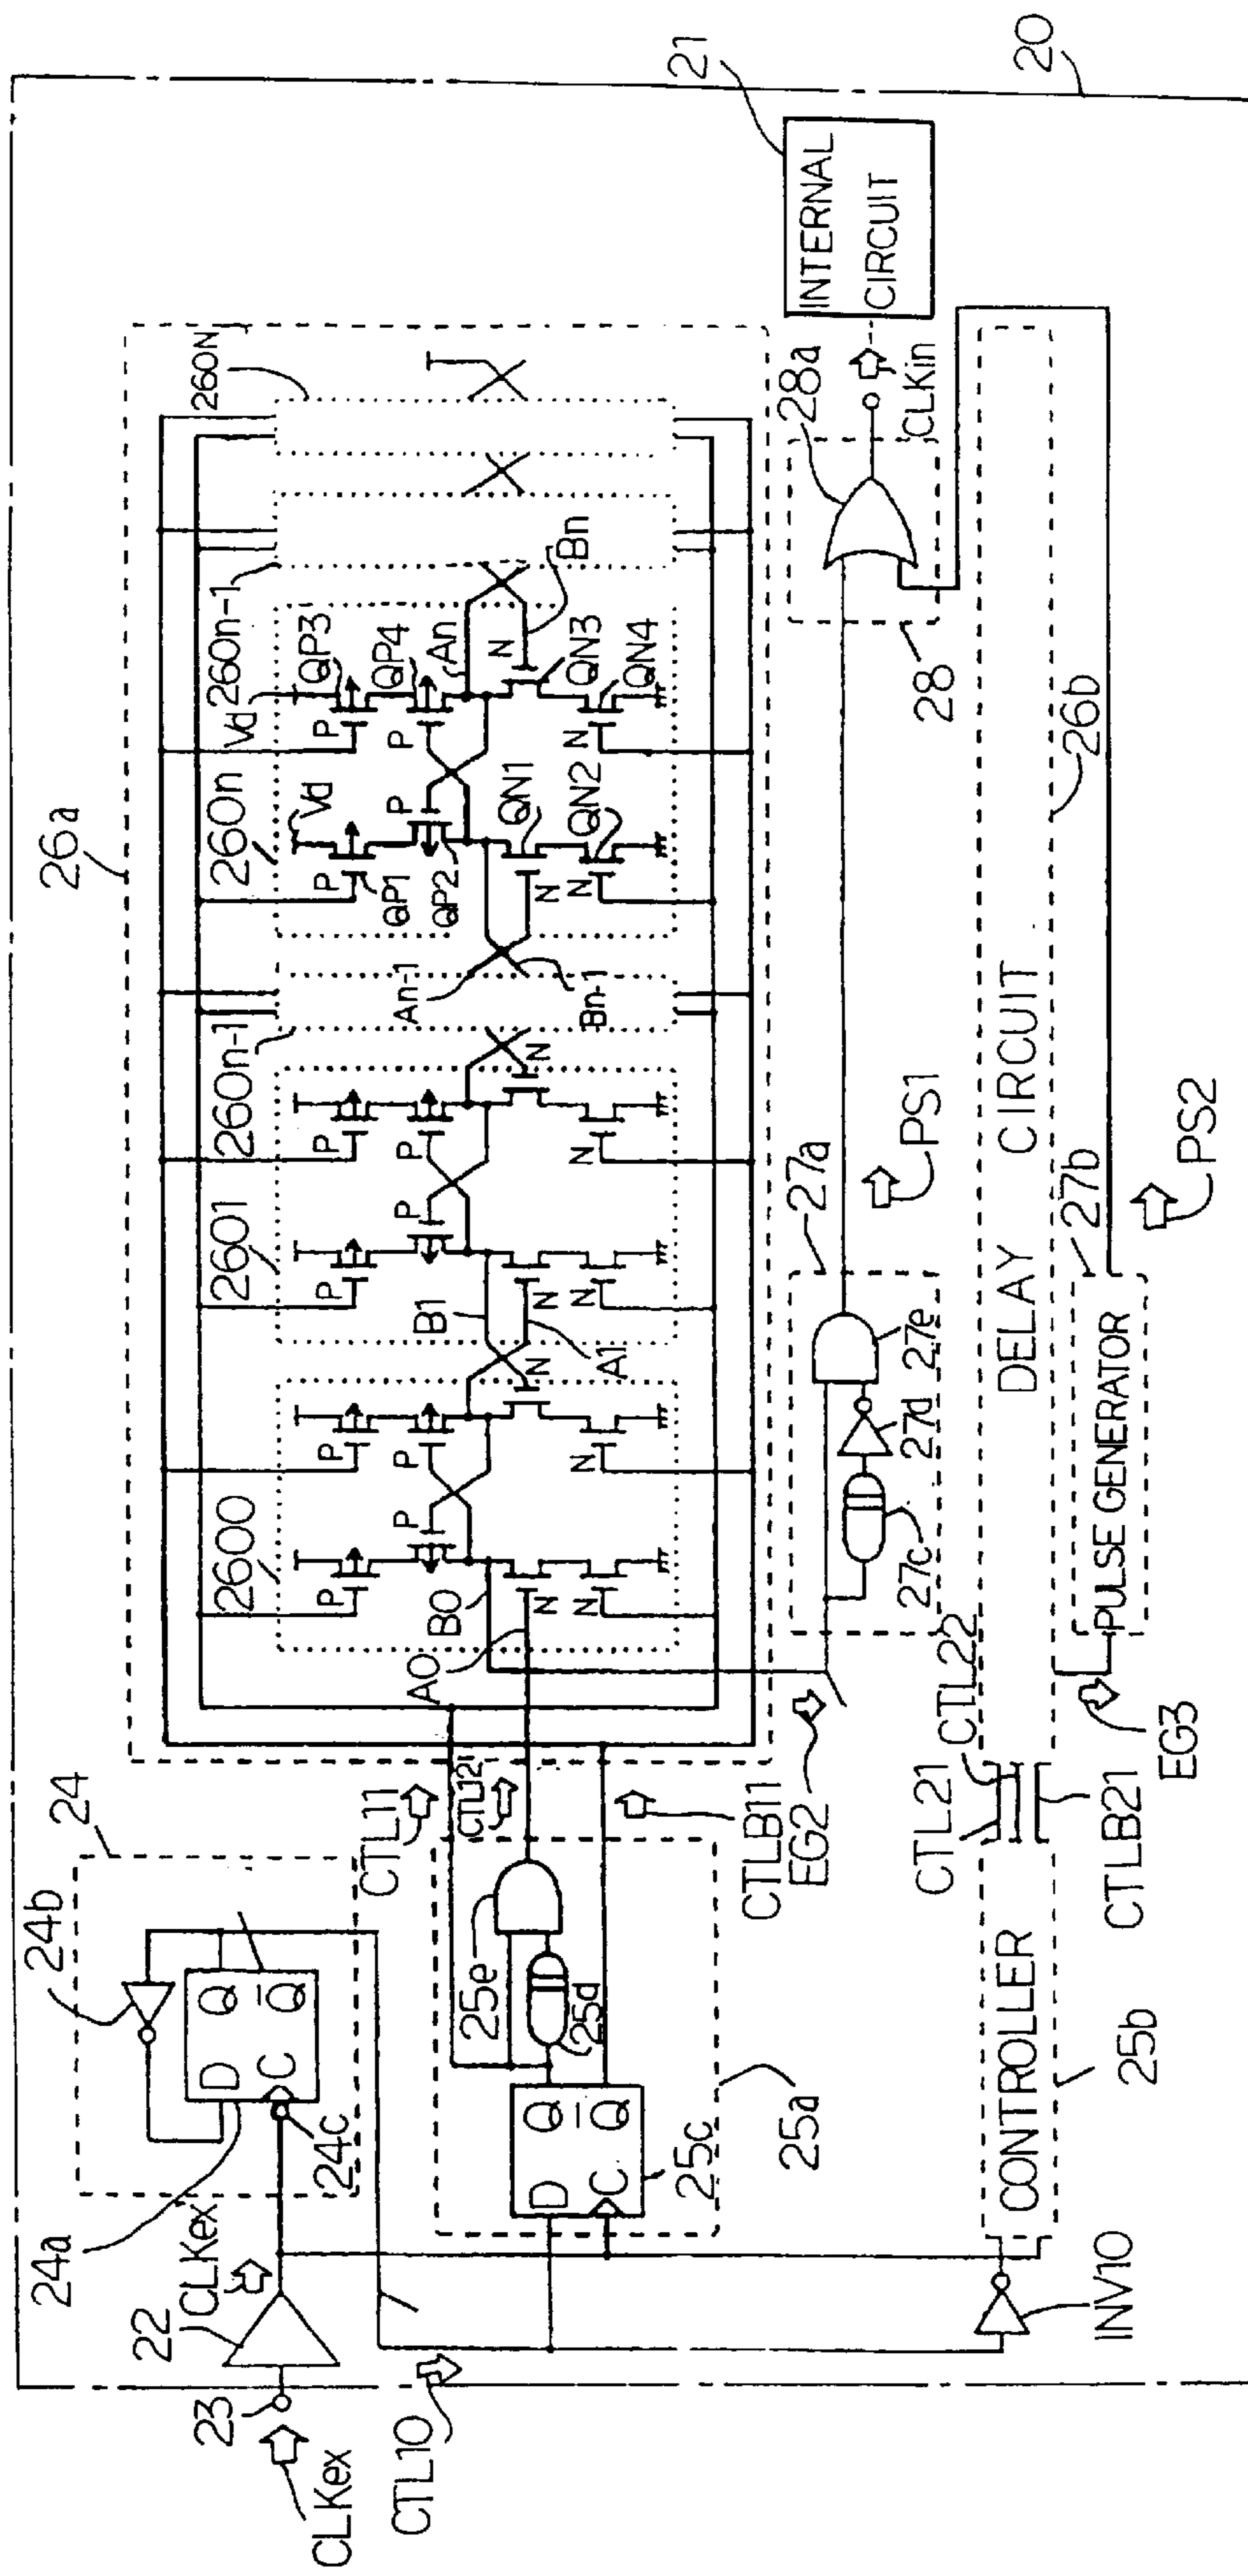 CLKex
23
22
CLKex
24a
24b
24
D
Q
C
Q
24c
CTL10
25e
25d
D
Q
C
Q
25c
25a
CTL11
CTL12
CTLB11
EG2
INV10
CONTROLLER
25b
CTL21
CTL22
CTLB21
EG3
26a
2600
P
P
P
N
N
N
N
A0
B0
2601
P
P
P
N
N
N
N
B1
A1
260n-1
An-1
Bn-1
260n
Vd
Vd
P
QP1
P
QP2
P
QP3
P
QP4
An
N
QN1
N
QN2
N
QN3
N
QN4
Bn
260n-1
260N
27a
27c
27d
27e
PS1
28
28a
CLKin
INTERNAL
CIRCUIT
21
20
DELAY CIRCUIT
26b
PULSE GENERATOR
27b
PS2